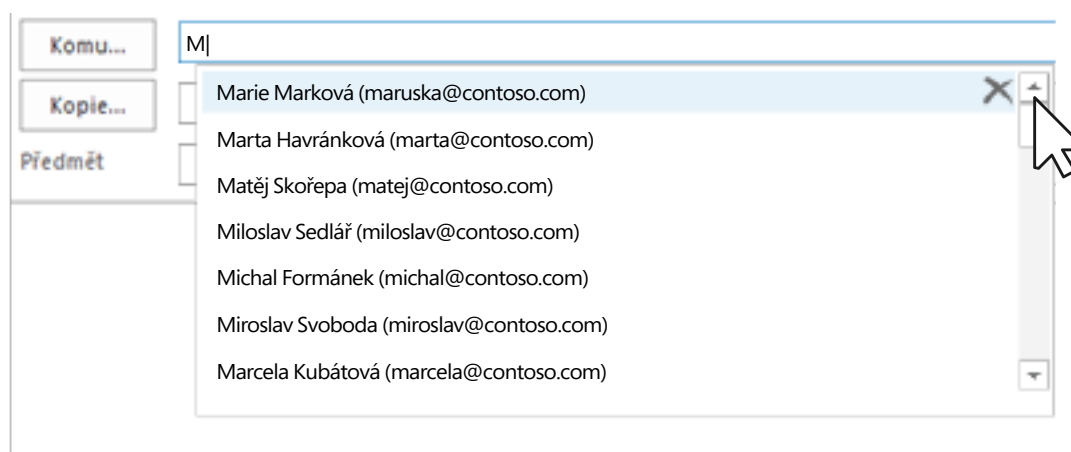 Komu...
M
Kopie...
Předmět
Marie Marková (maruska@contoso.com)
Marta Havránková (marta@contoso.com)
Matěj Skořepa (matej@contoso.com)
Miloslav Sedlář (miloslav@contoso.com)
Michal Formánek (michal@contoso.com)
Miroslav Svoboda (miroslav@contoso.com)
Marcela Kubátová (marcela@contoso.com)